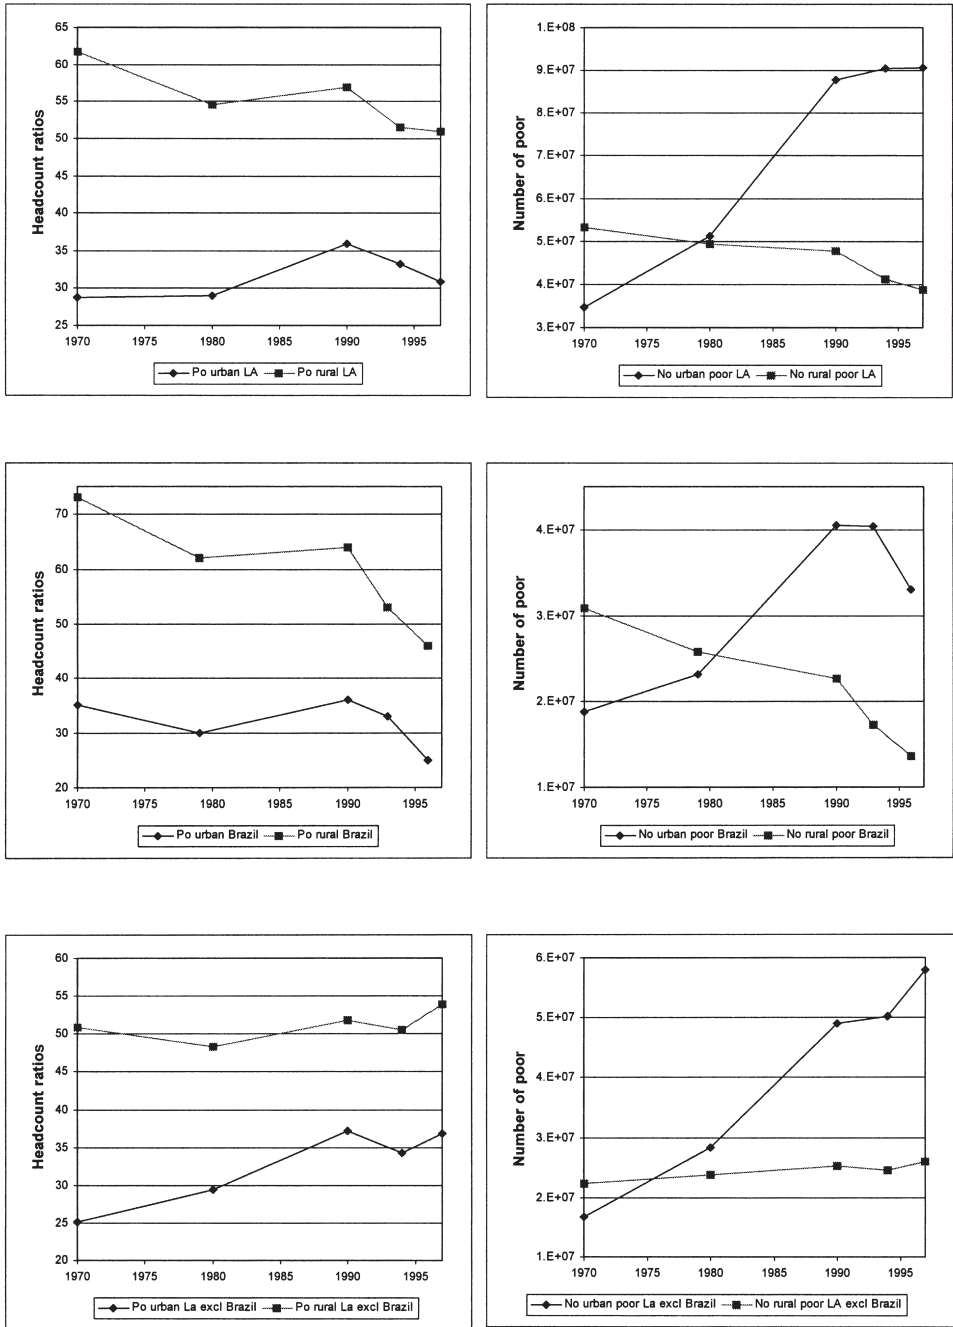 Headcount ratios
65
60
55
50
45
40
35
30
25
1970 1975 1980 1985 1990 1995
Po urban LA Po rural LA
Number of poor
1.E+08
9.E+07
8.E+07
7.E+07
6.E+07
5.E+07
4.E+07
3.E+07
1970 1975 1980 1985 1990 1995
No urban poor LA No rural poor LA
Headcount ratios
70
60
50
40
30
20
1970 1975 1980 1985 1990 1995
Po urban Brazil Po rural Brazil
Number of poor
4.E+07
3.E+07
2.E+07
1.E+07
1970 1975 1980 1985 1990 1995
No urban poor Brazil No rural poor Brazil
Headcount ratios
60
55
50
45
40
35
30
25
20
1970 1975 1980 1985 1990 1995
Po urban La excl Brazil Po rural La excl Brazil
Number of poor
6.E+07
5.E+07
4.E+07
3.E+07
2.E+07
1.E+07
1970 1975 1980 1985 1990 1995
No urban poor La excl Brazil No rural poor LA excl Brazil